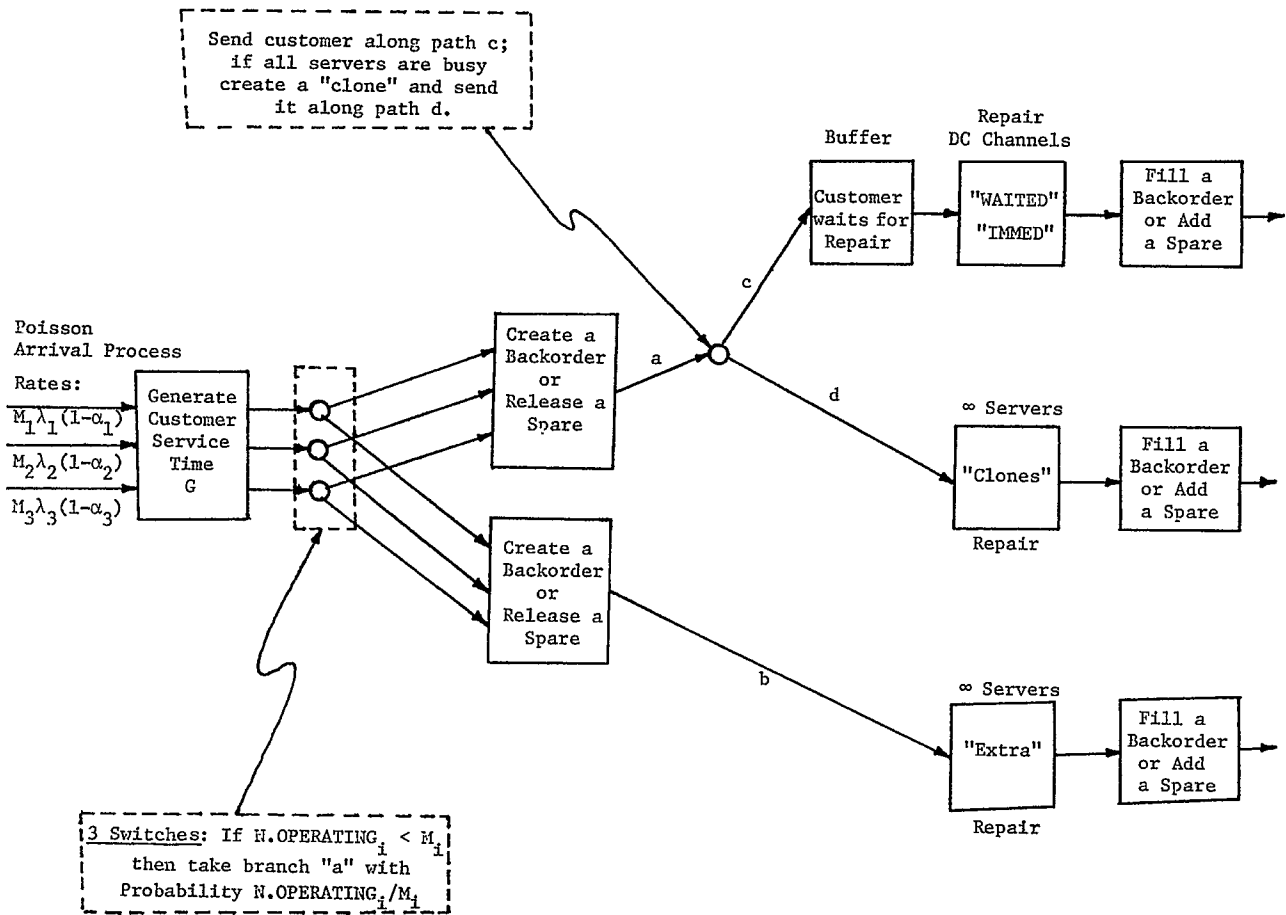 Send customer along path c;
if all servers are busy
create a "clone" and send
it along path d.
Buffer
Repair
DC Channels
Customer
waits for
Repair
"WAITED"
"IMMED"
Fill a
Backorder
or Add
a Spare
c
Poisson
Arrival Process
Rates:
M₁λ₁(1-α₁)
M₂λ₂(1-α₂)
M₃λ₃(1-α₃)
Generate
Customer
Service
Time
G
Create a
Backorder
or
Release a
Spare
a
d
∞ Servers
"Clones"
Repair
Fill a
Backorder
or Add
a Spare
Create a
Backorder
or
Release a
Spare
b
∞ Servers
"Extra"
Repair
Fill a
Backorder
or Add
a Spare
3 Switches: If N.OPERATINGᵢ < Mᵢ
then take branch "a" with
Probability N.OPERATINGᵢ/Mᵢ